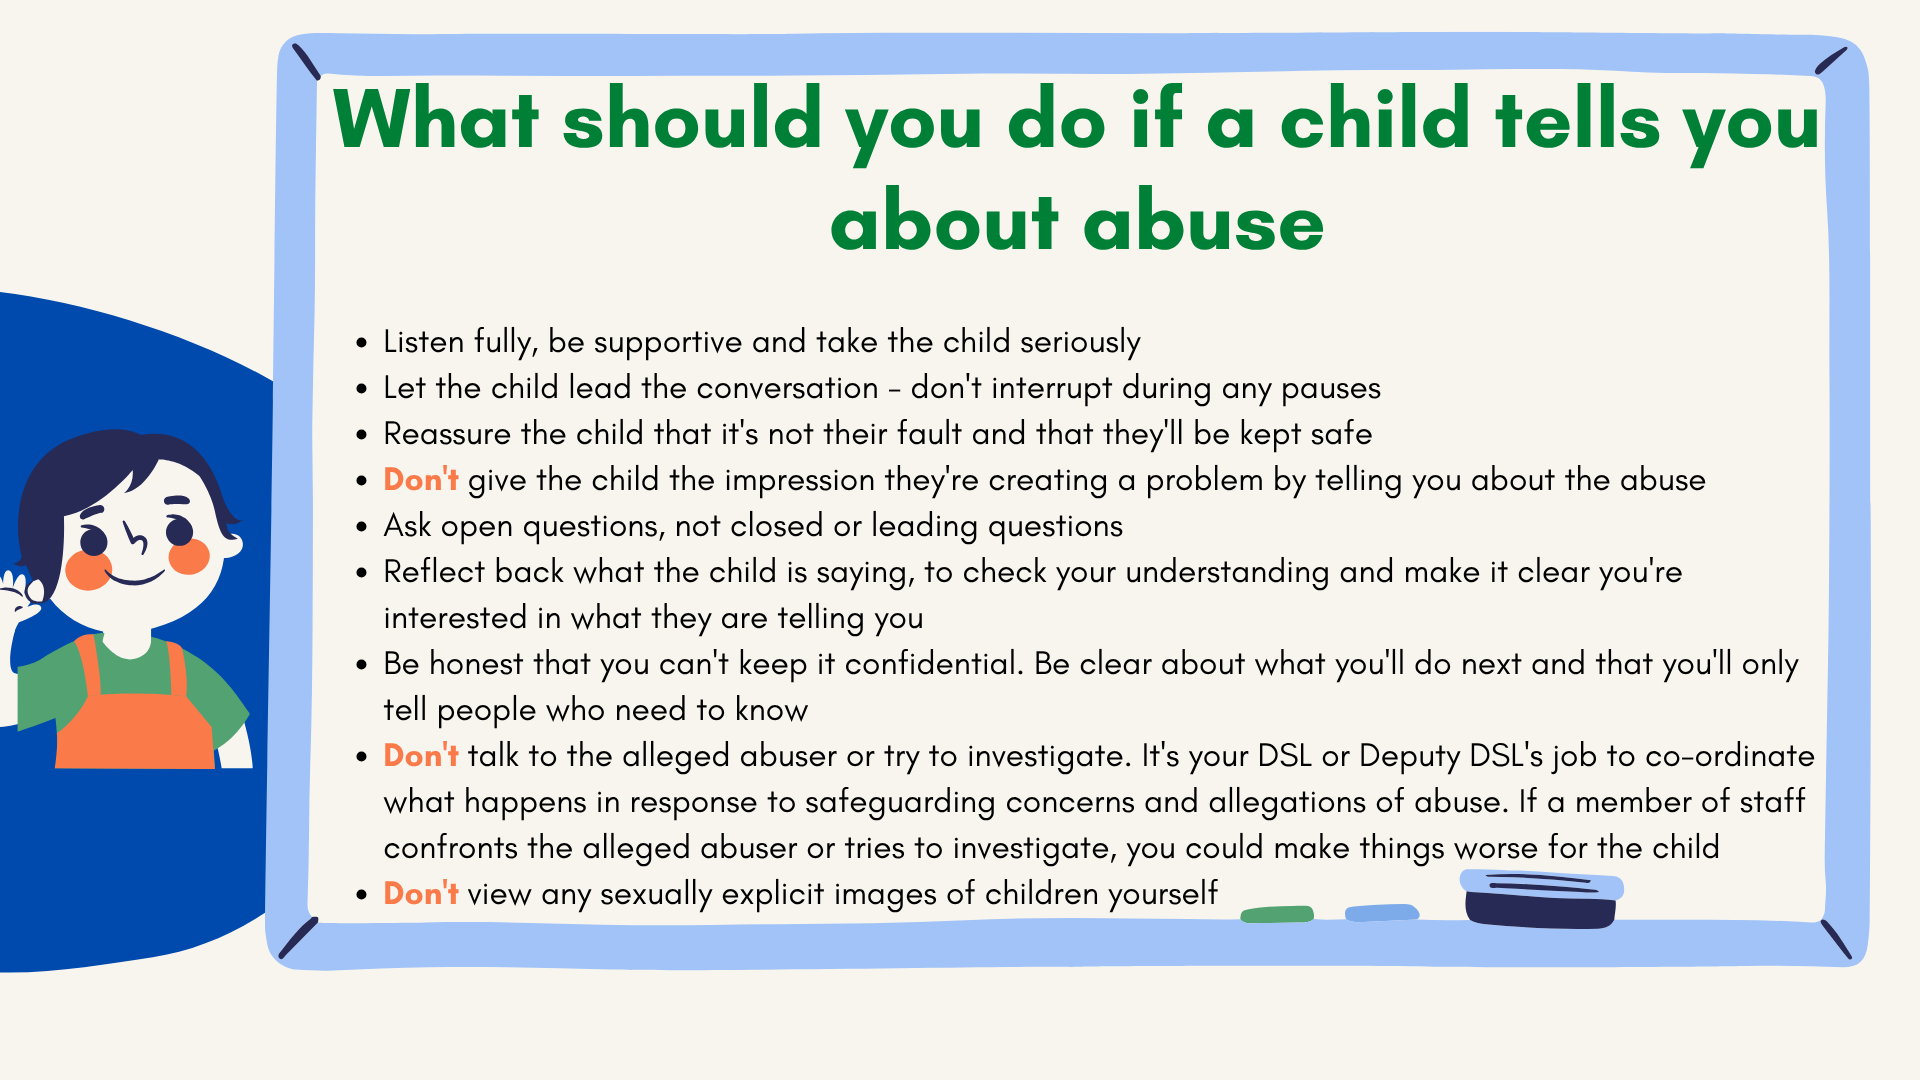 What should you do if a child tells you
about abuse
• Listen fully, be supportive and take the child seriously
• Let the child lead the conversation - don't interrupt during any pauses
• Reassure the child that it's not their fault and that they'll be kept safe
• Don't give the child the impression they're creating a problem by telling you about the abuse
• Ask open questions, not closed or leading questions
• Reflect back what the child is saying, to check your understanding and make it clear you're
interested in what they are telling you
• Be honest that you can't keep it confidential. Be clear about what you'll do next and that you'll only
tell people who need to know
• Don't talk to the alleged abuser or try to investigate. It's your DSL or Deputy DSL's job to co-ordinate
what happens in response to safeguarding concerns and allegations of abuse. If a member of staff
confronts the alleged abuser or tries to investigate, you could make things worse for the child
• Don't view any sexually explicit images of children yourself